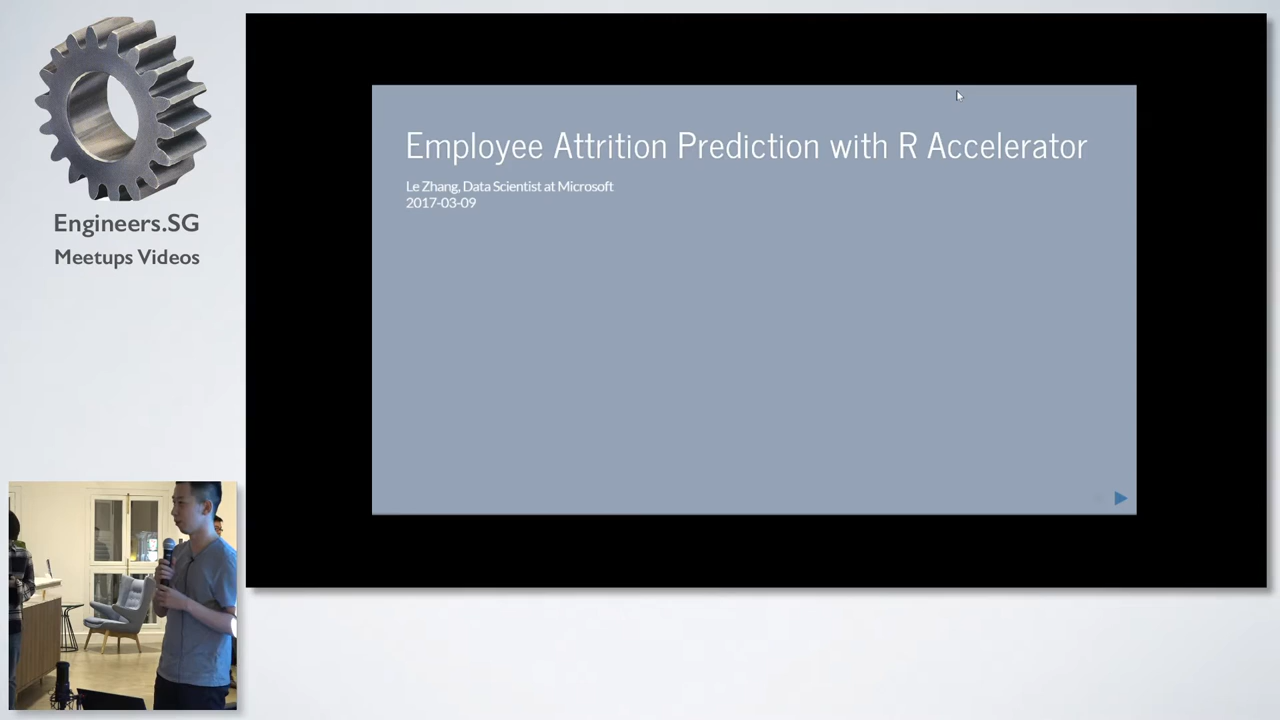 Engineers.SG
Meetups Videos
Employee Attrition Prediction with R Accelerator
Le Zhang, Data Scientist at Microsoft
2017-03-09